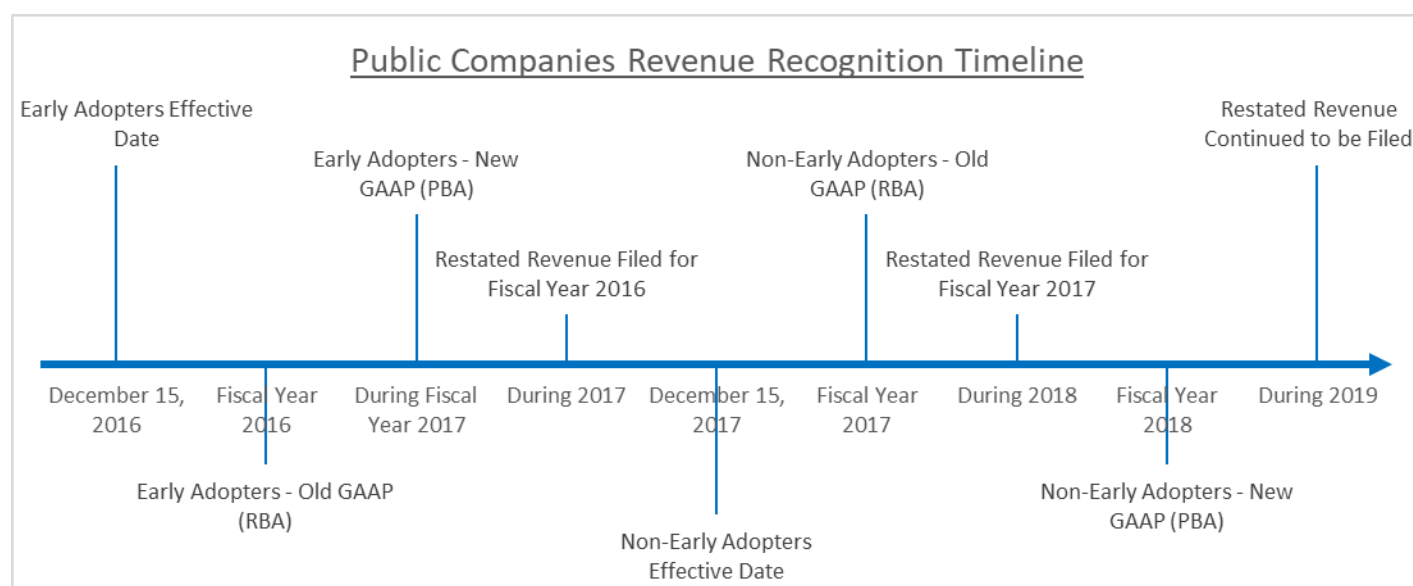 Public Companies Revenue Recognition Timeline
Early Adopters Effective
Date
Restated Revenue
Continued to be Filed
Early Adopters - New
GAAP (PBA)
Non-Early Adopters - Old
GAAP (RBA)
Restated Revenue Filed for
Fiscal Year 2016
Restated Revenue Filed for
Fiscal Year 2017
December 15,
2016
Fiscal Year
2016
During Fiscal
Year 2017
During 2017
December 15,
2017
Fiscal Year
2017
During 2018
Fiscal Year
2018
During 2019
Early Adopters - Old GAAP
(RBA)
Non-Early Adopters - New
GAAP (PBA)
Non-Early Adopters
Effective Date